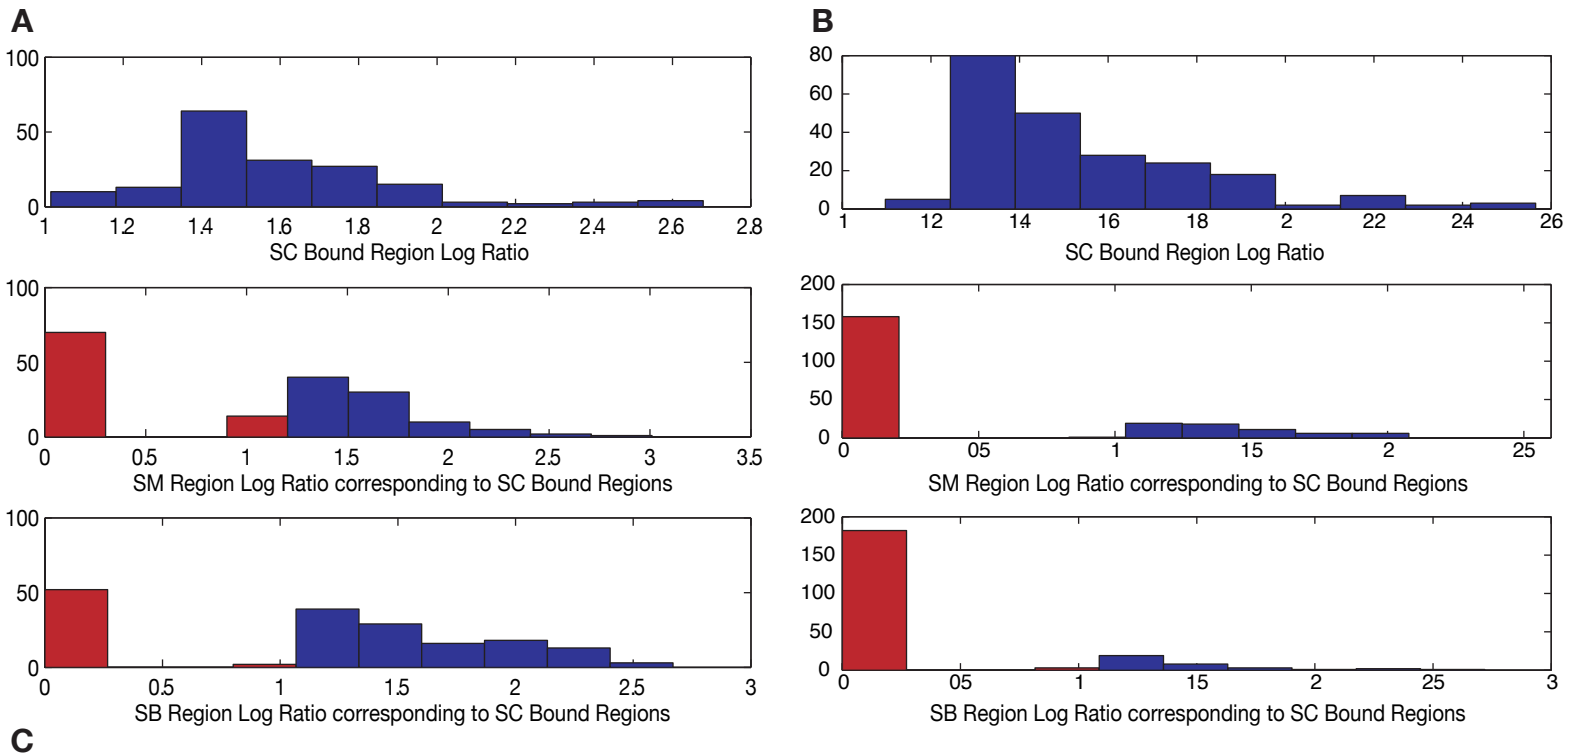 A
100
50
0
1 1.2 1.4 1.6 1.8 2 2.2 2.4 2.6 2.8
SC Bound Region Log Ratio
100
50
0
0 0.5 1 1.5 2 2.5 3 3.5
SM Region Log Ratio corresponding to SC Bound Regions
100
50
0
0 0.5 1 1.5 2 2.5 3
SB Region Log Ratio corresponding to SC Bound Regions
B
80
60
40
20
0
1 12 14 16 18 2 22 24 26
SC Bound Region Log Ratio
200
150
100
50
0
0 05 1 15 2 25
SM Region Log Ratio corresponding to SC Bound Regions
200
150
100
50
0
0 05 1 15 2 25 3
SB Region Log Ratio corresponding to SC Bound Regions
C